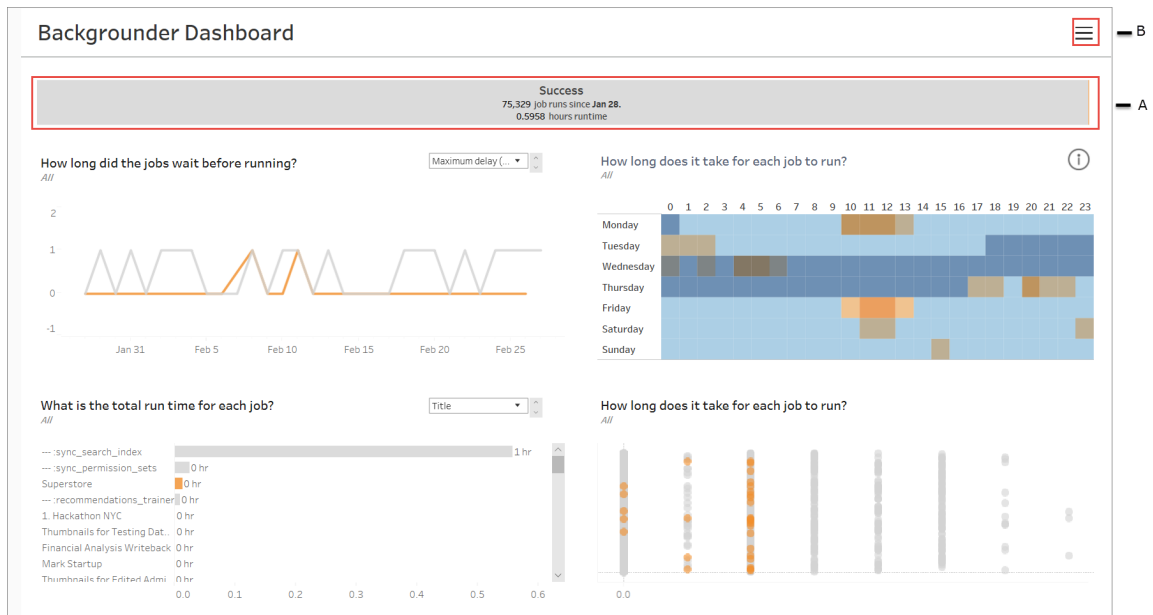 Backgrounder Dashboard
B
Success
75,329 job runs since Jan 28.
0.5958 hours runtime
A
How long did the jobs wait before running?
All
Maximum delay (...
2
1
0
-1
Jan 31 Feb 5 Feb 10 Feb 15 Feb 20 Feb 25
How long does it take for each job to run?
All
0 1 2 3 4 5 6 7 8 9 10 11 12 13 14 15 16 17 18 19 20 21 22 23
Monday
Tuesday
Wednesday
Thursday
Friday
Saturday
Sunday
What is the total run time for each job?
All
Title
--- :sync_search_index 1 hr
--- :sync_permission_sets 0 hr
Superstore 0 hr
--- :recommendations_trainer 0 hr
1. Hackathon NYC 0 hr
Thumbnails for Testing Dat.. 0 hr
Financial Analysis Writeback 0 hr
Mark Startup 0 hr
Thumbnails for Edited Admi.. 0 hr
0.0 0.1 0.2 0.3 0.4 0.5 0.6
How long does it take for each job to run?
All
0.0